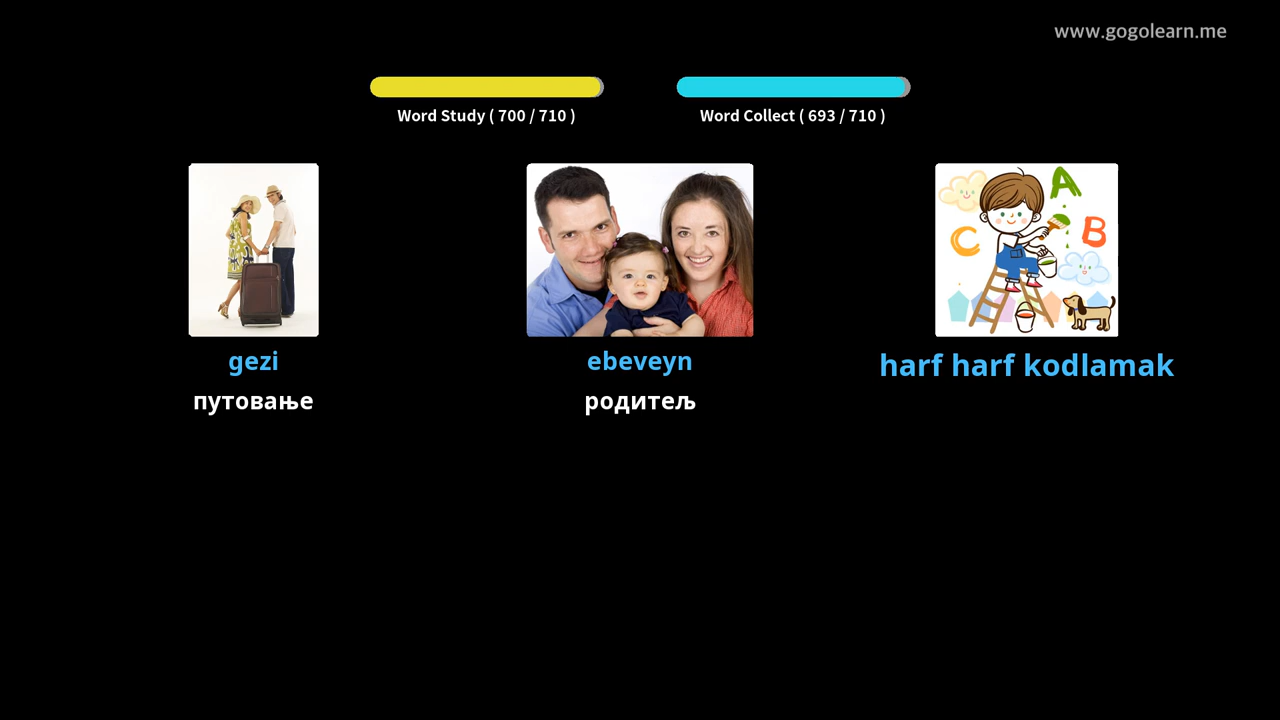 www.gogolearn.me
Word Study ( 700 / 710 )
Word Collect ( 693 / 710 )
A
B
C
gezi
ebeveyn
harf harf kodlamak
путовање
родитељ